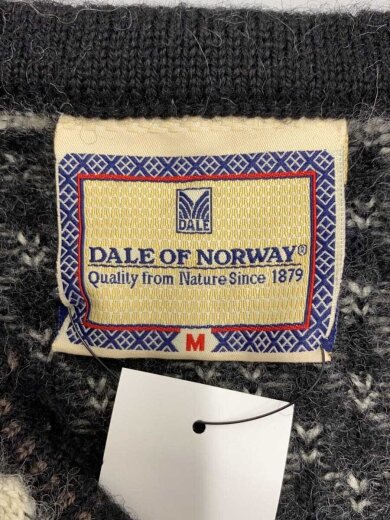 DALE
DALE OF NORWAY®
Quality from Nature Since 1879
M